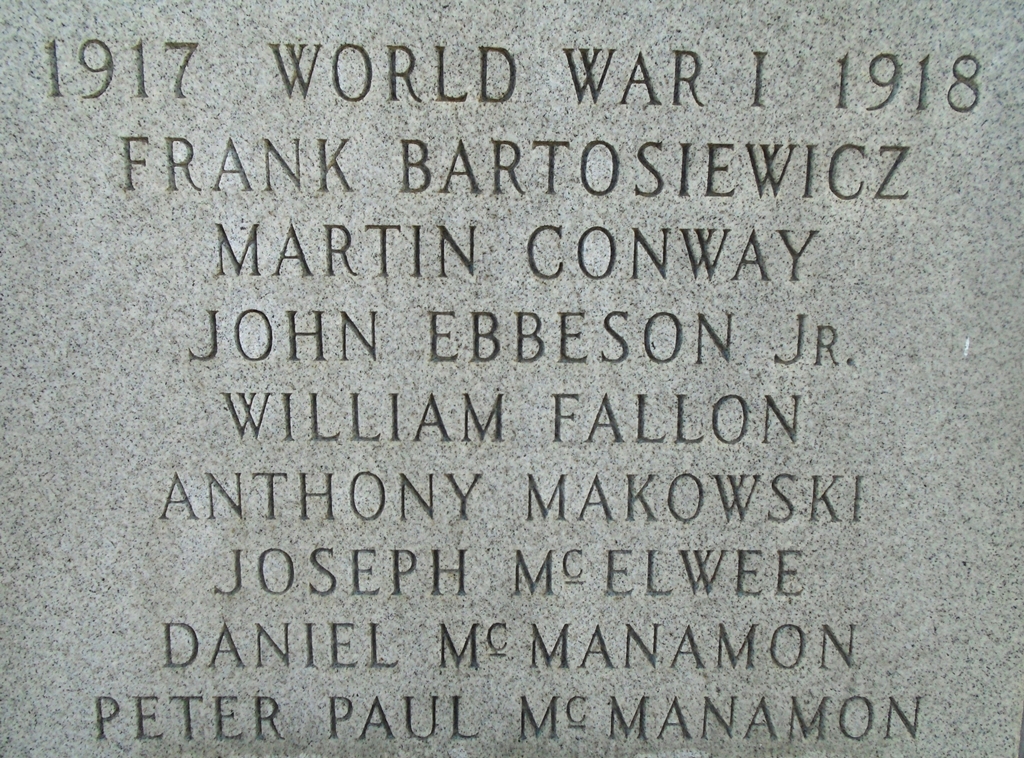 1917 WORLD WAR I 1918
FRANK BARTOSIEWICZ
MARTIN CONWAY
JOHN EBBESON JR.
WILLIAM FALLON
ANTHONY MAKOWSKI
JOSEPH MCELWEE
DANIEL MCMANAMON
PETER PAUL MCMANAMON